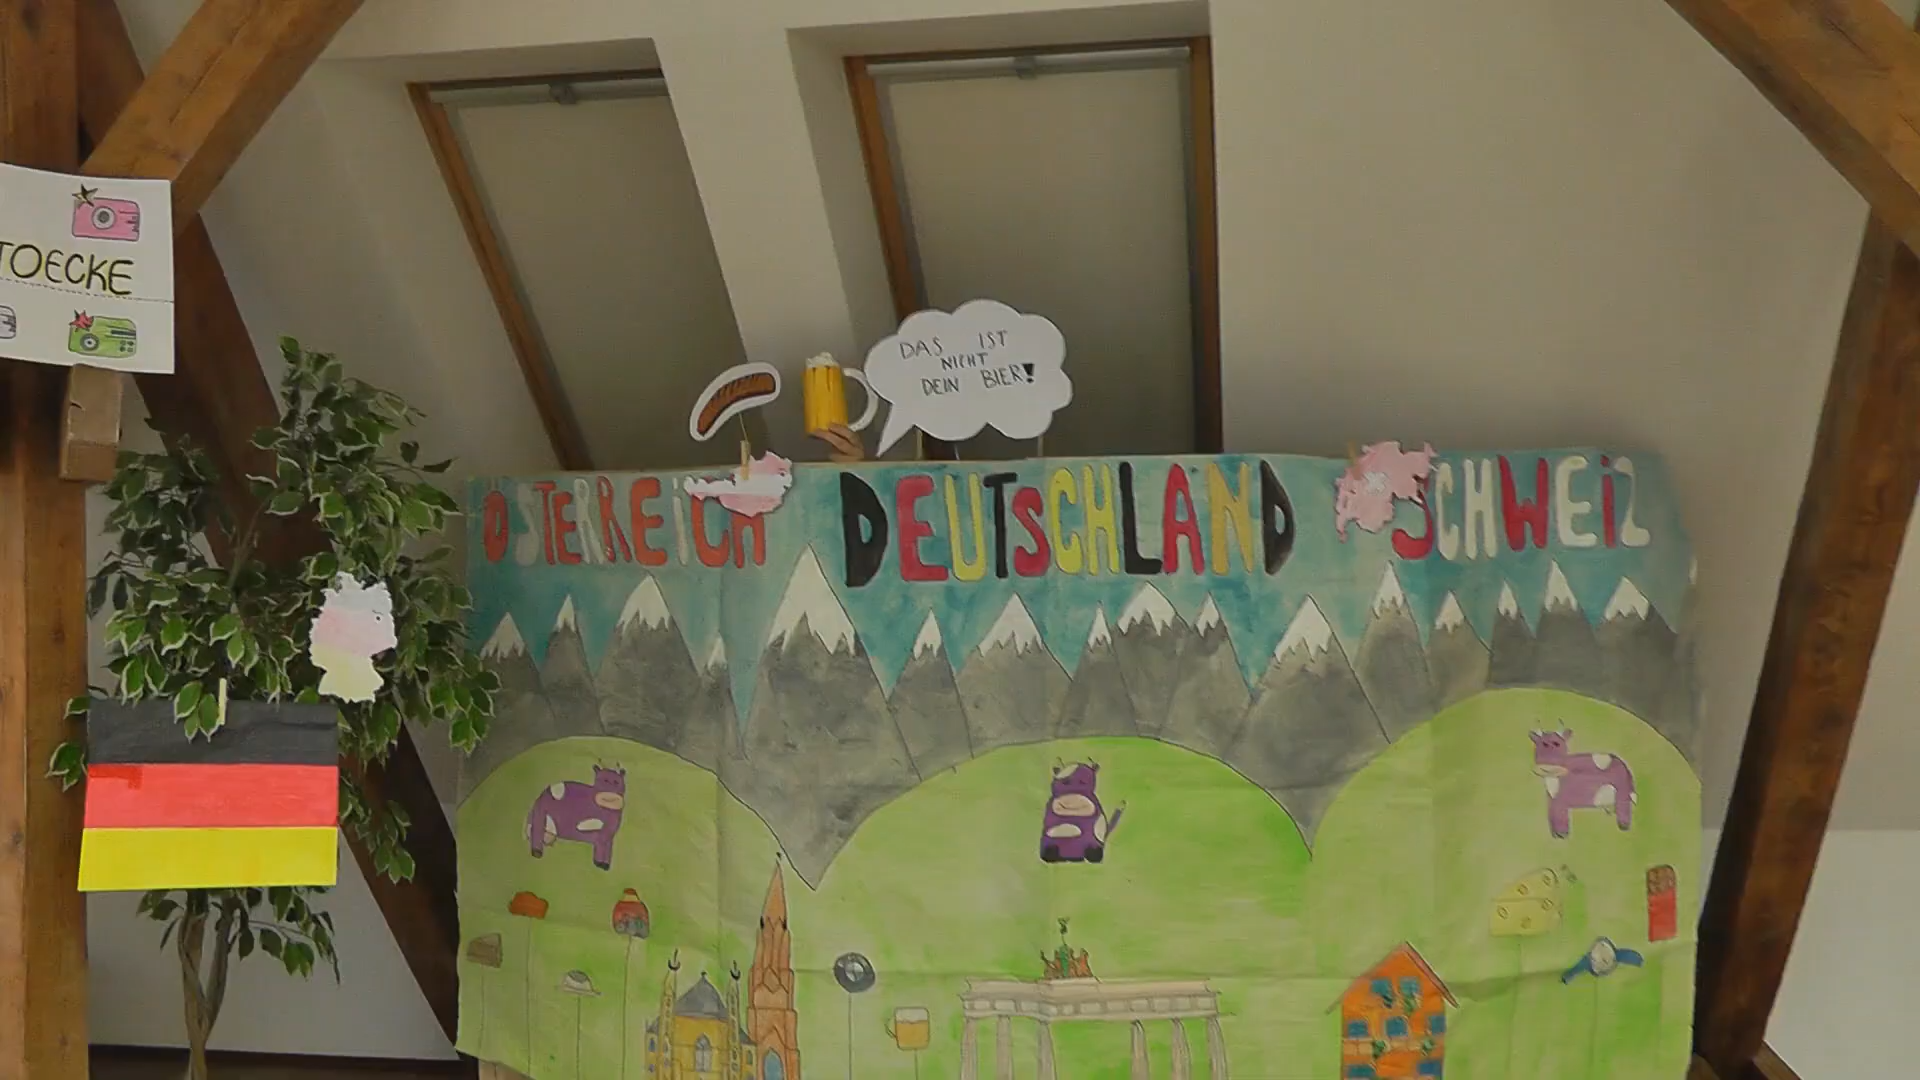 TOECKE
DAS IST
NICHT
DEIN BIER!
ÖSTERREiCH DEUTSCHLAND SCHWEiZ